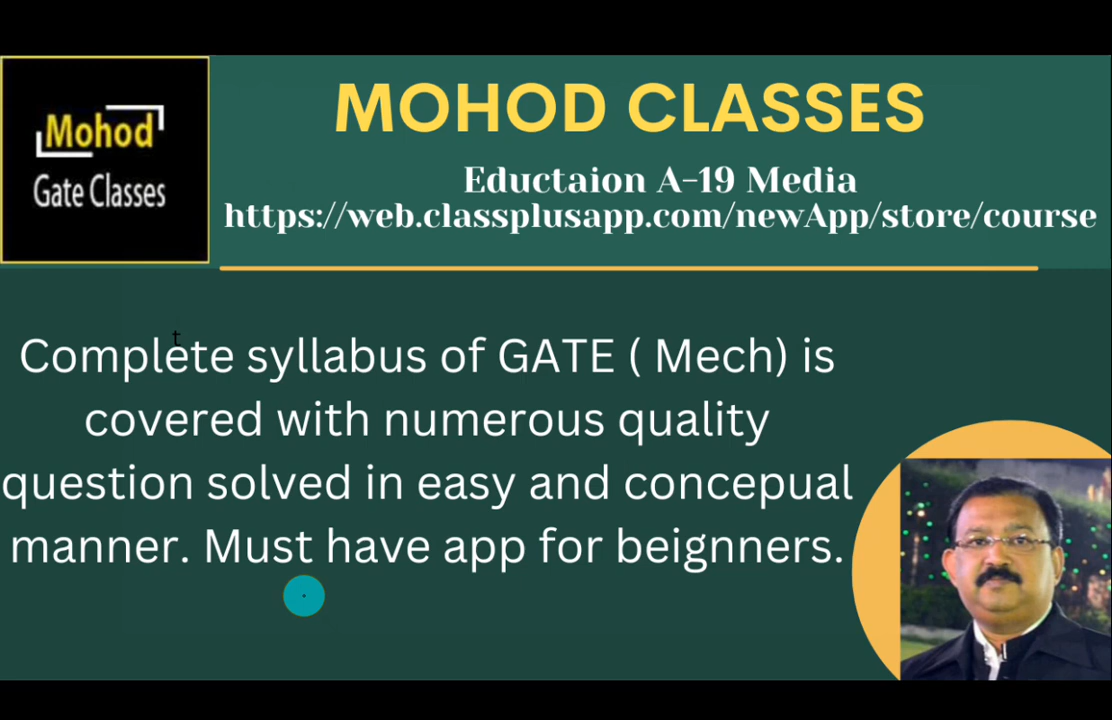 Mohod
Gate Classes
MOHOD CLASSES
Eductaion A-19 Media
https://web.classplusapp.com/newApp/store/course
t
Complete syllabus of GATE ( Mech) is
covered with numerous quality
question solved in easy and concepual
manner. Must have app for beignners.